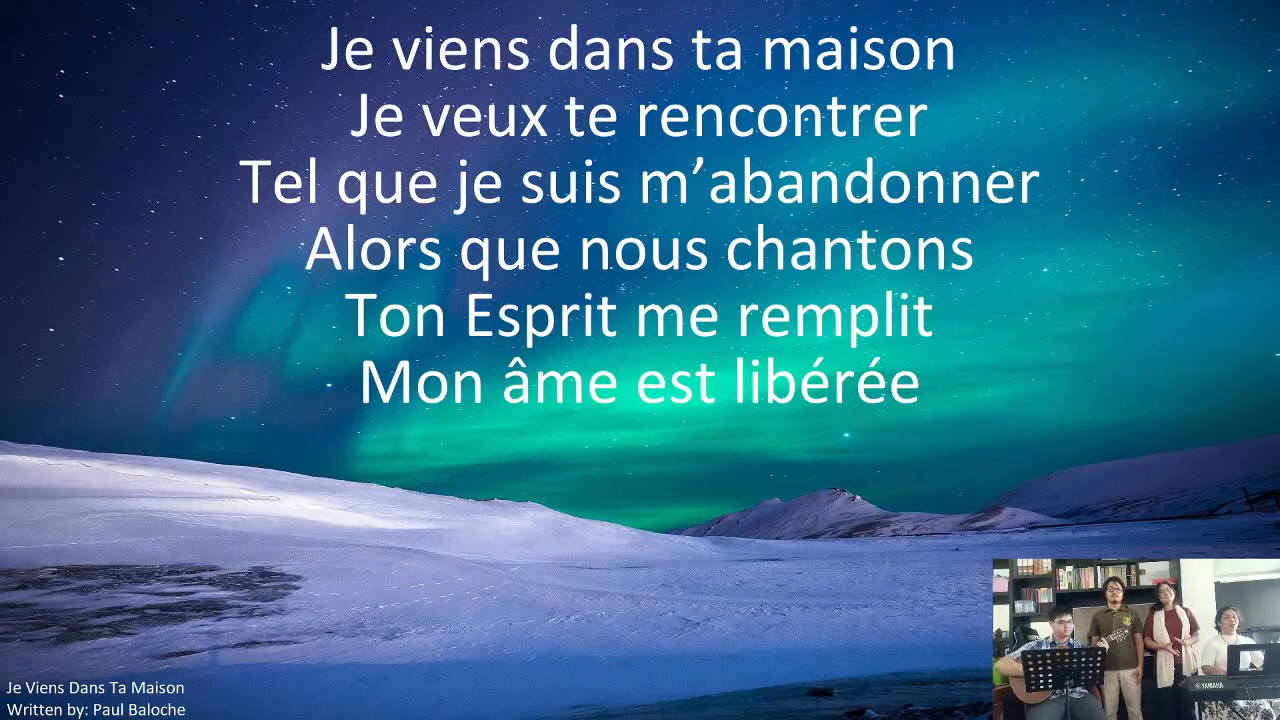 Je viens dans ta maison
Je veux te rencontrer
Tel que je suis m’abandonner
Alors que nous chantons
Ton Esprit me remplit
Mon âme est libérée
Je Viens Dans Ta Maison
Written by: Paul Baloche
YAMAHA